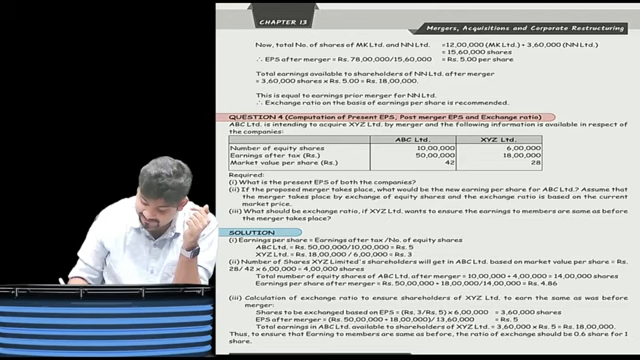 CHAPTER 13
Mergers, Acquisitions and Corporate Restructuring
Now, total No. of shares of MK Ltd. and NN Ltd. =12,00,000 (MK Ltd.) + 3,60,000 (NN Ltd.)
=15,60,000 shares
∴ EPS after merger = Rs. 78,00,000/15,60,000 = Rs. 5.00 per share
Total earnings available to shareholders of NN Ltd. after merger
= 3,60,000 shares x Rs. 5.00 = Rs. 18,00,000.
This is equal to earnings prior merger for NN Ltd.
∴ Exchange ratio on the basis of earnings per share is recommended.
QUESTION 4 (Computation of Present EPS, Post merger EPS and Exchange ratio)
ABC Ltd. is intending to acquire XYZ Ltd. by merger and the following information is available in respect of
the companies:
ABC Ltd. XYZ Ltd.
Number of equity shares 10,00,000 6,00,000
Earnings after tax (Rs.) 50,00,000 18,00,000
Market value per share (Rs.) 42 28
Required:
(i) What is the present EPS of both the companies?
(ii) If the proposed merger takes place, what would be the new earning per share for ABC Ltd.? Assume that
the merger takes place by exchange of equity shares and the exchange ratio is based on the current
market price.
(iii) What should be exchange ratio, if XYZ Ltd. wants to ensure the earnings to members are same as before
the merger takes place?
SOLUTION
(i) Earnings per share = Earnings after tax /No. of equity shares
ABC Ltd. = Rs. 50,00,000/10,00,000 = Rs. 5
XYZ Ltd. = Rs. 18,00,000 / 6,00,000 = Rs. 3
(ii) Number of Shares XYZ Limited's shareholders will get in ABC Ltd. based on market value per share = Rs.
28/ 42 x 6,00,000 = 4,00,000 shares
Total number of equity shares of ABC Ltd. after merger = 10,00,000 + 4,00,000 = 14,00,000 shares
Earnings per share = Rs. 50,00,000 +18,00,000/14,00,000 = Rs. 4.86
(iii) Calculation of exchange ratio to ensure shareholders of XYZ Ltd. to earn the same as was before
merger:
Shares to be exchanged based on EPS = (Rs. 3/Rs. 5) x 6,00,000 = 3,60,000 shares
EPS after merger = (Rs. 50,00,000 + 18,00,000)/ 13,60,000 = Rs. 5
Total earnings in ABC Ltd. available to shareholders of XYZ Ltd. = 3,60,000 x Rs. 5 = Rs. 18,00,000.
Thus, to ensure that Earning to members are same as before, the ratio of exchange should be 0.6 share for 1
share.